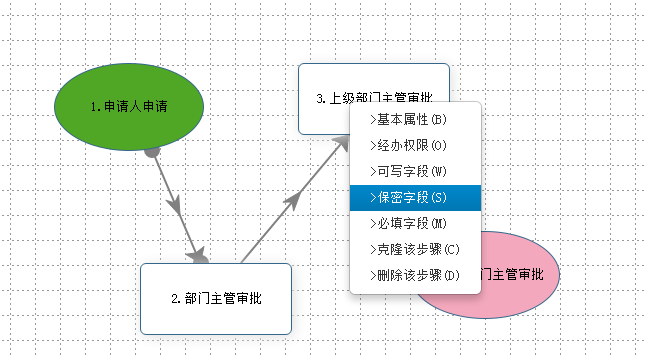 1.申请人申请
3.上级部门主管审批
>基本属性(B)
>经办权限(O)
>可写字段(W)
>保密字段(S)
>必填字段(M)
>克隆该步骤(C)
>删除该步骤(D)
门主管审批
2.部门主管审批